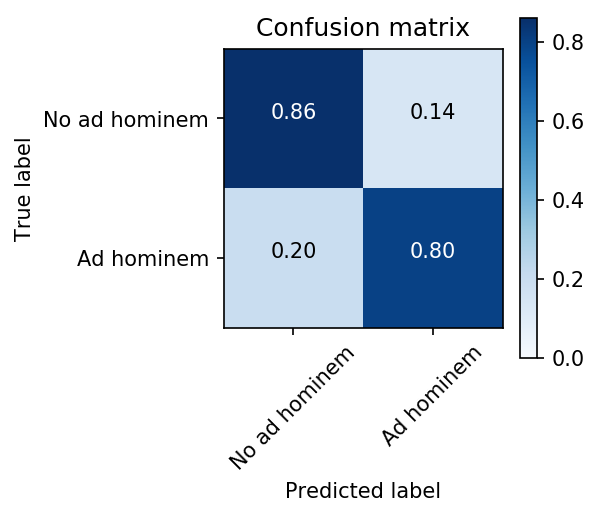 Confusion matrix
True label
No ad hominem
0.86
0.14
Ad hominem
0.20
0.80
No ad hominem
Ad hominem
Predicted label
0.8
0.6
0.4
0.2
0.0